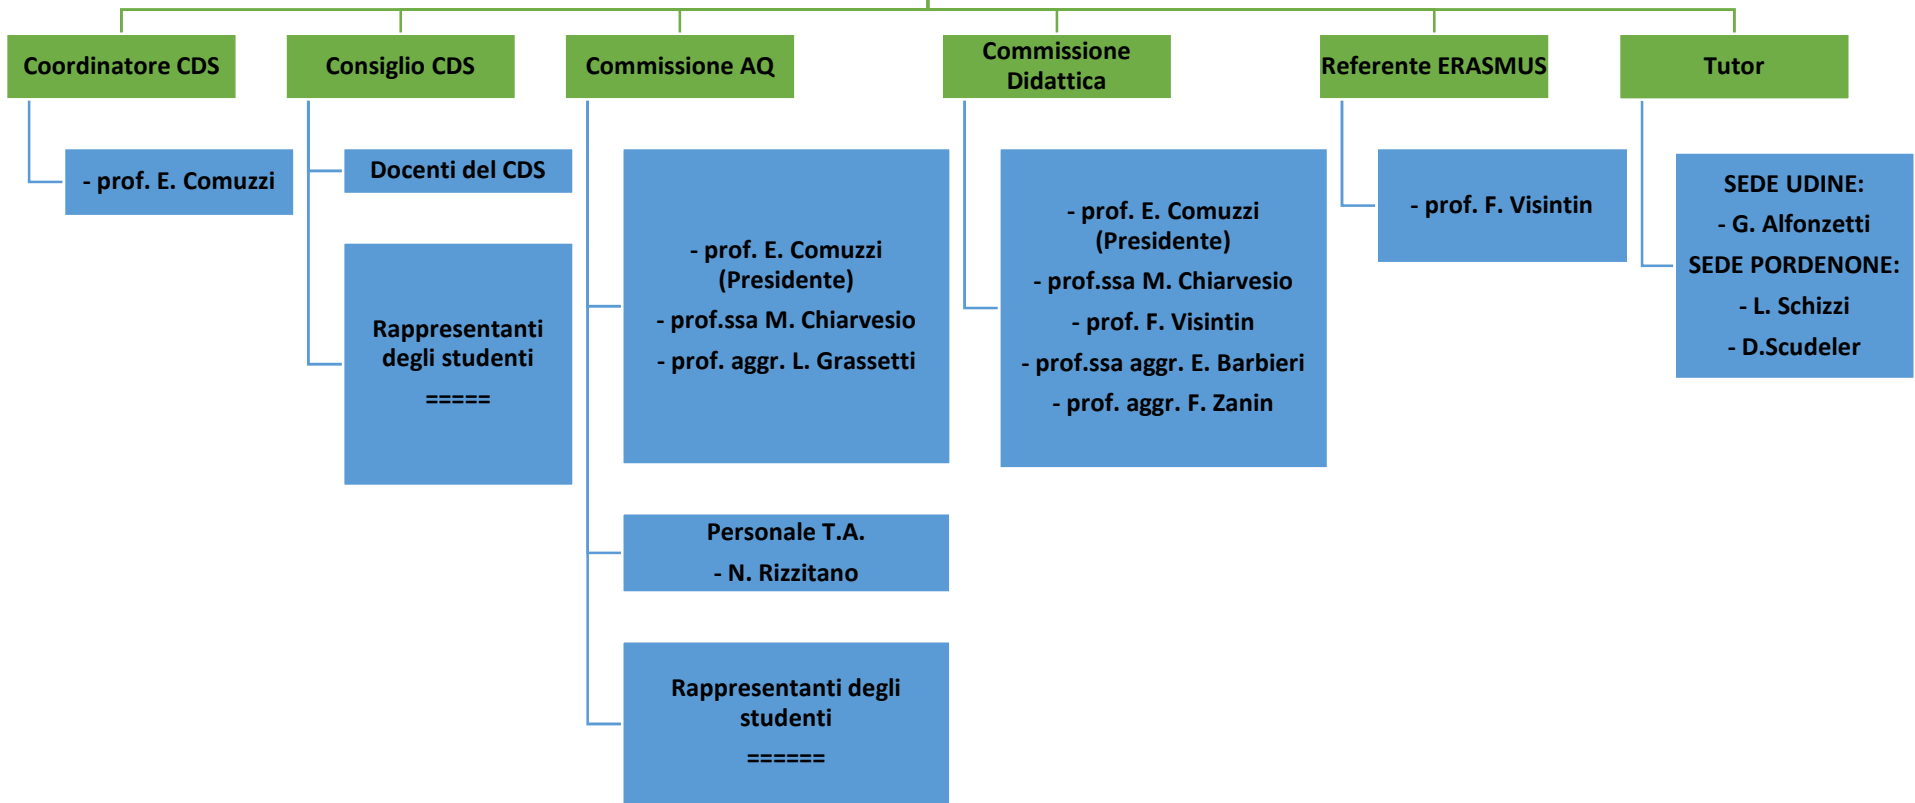 Coordinatore CDS
- prof. E. Comuzzi
Consiglio CDS
Docenti del CDS
Rappresentanti
degli studenti
=====
Commissione AQ
- prof. E. Comuzzi
(Presidente)
- prof.ssa M. Chiarvesio
- prof. aggr. L. Grassetti
Personale T.A.
- N. Rizzitano
Rappresentanti degli
studenti
======
Commissione
Didattica
- prof. E. Comuzzi
(Presidente)
- prof.ssa M. Chiarvesio
- prof. F. Visintin
- prof.ssa aggr. E. Barbieri
- prof. aggr. F. Zanin
Referente ERASMUS
- prof. F. Visintin
Tutor
SEDE UDINE:
- G. Alfonzetti
SEDE PORDENONE:
- L. Schizzi
- D.Scudeler